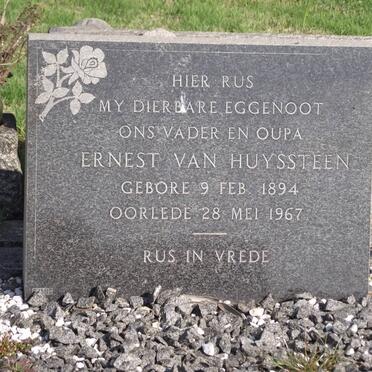 HIER RUS
MY DIERBARE EGGENOOT
ONS VADER EN OUPA
ERNEST VAN HUYSSTEEN
GEBORE 9 FEB. 1894
OORLEDE 28 MEI 1967
RUS IN VREDE